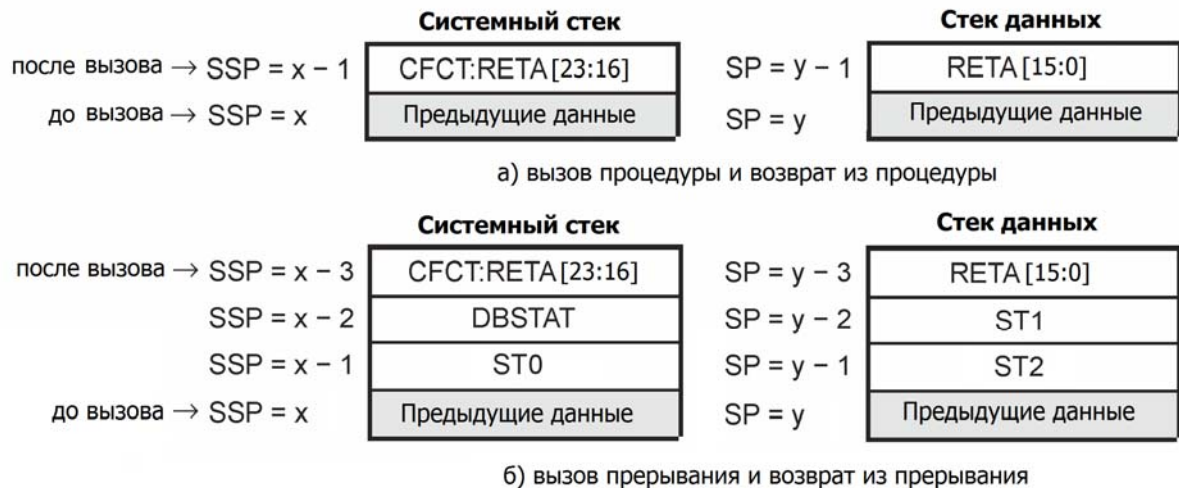 Системный стек Стек данных
после вызова → SSP = x − 1 CFCT:RETA[23:16] SP = y − 1 RETA[15:0]
до вызова → SSP = x Предыдущие данные SP = y Предыдущие данные
а) вызов процедуры и возврат из процедуры
Системный стек Стек данных
после вызова → SSP = x − 3 CFCT:RETA[23:16] SP = y − 3 RETA[15:0]
SSP = x − 2 DBSTAT SP = y − 2 ST1
SSP = x − 1 ST0 SP = y − 1 ST2
до вызова → SSP = x Предыдущие данные SP = y Предыдущие данные
б) вызов прерывания и возврат из прерывания